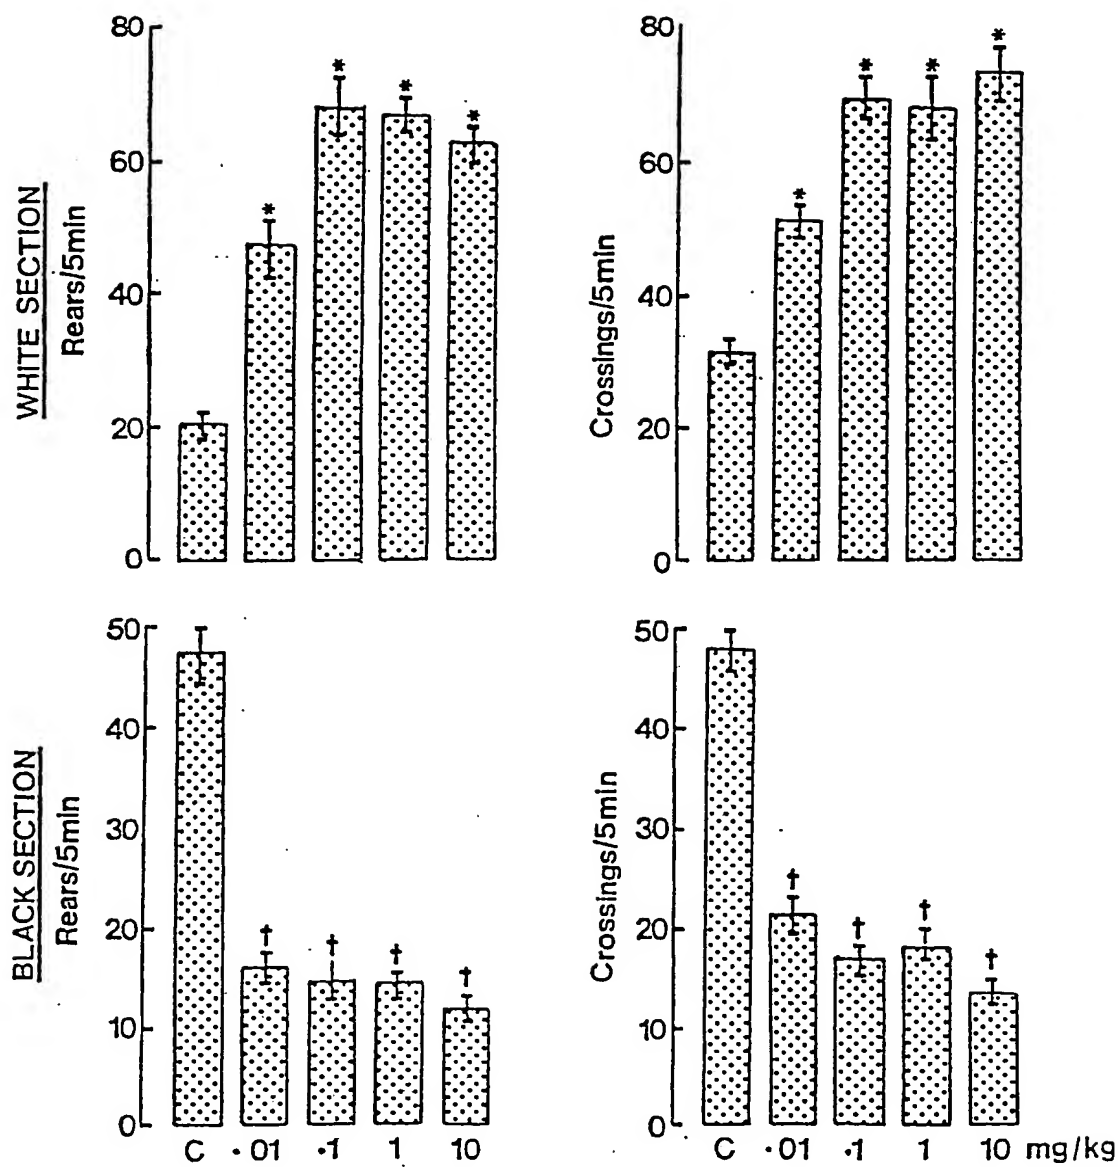 WHITE SECTION
Rears/5min
80
60
40
20
0
* * * * *
Crossings/5min
80
60
40
20
0
* * * *
BLACK SECTION
Rears/5min
50
40
30
20
10
0
† † † †
C ·01 ·1 1 10
Crossings/5min
50
40
30
20
10
0
† † † †
C ·01 ·1 1 10 mg/kg